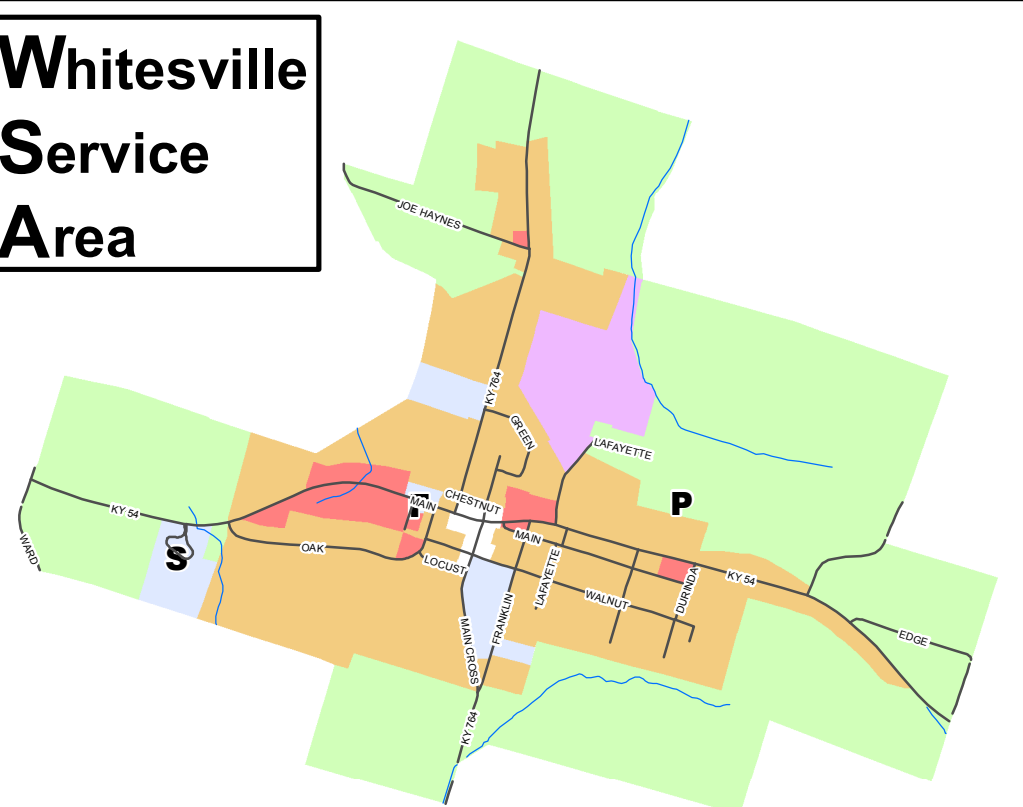 Whitesville
Service
Area
JOE HAYNES
KY 764
GREEN
LAFAYETTE
P
CHESTNUT
MAIN
KY 54
WARD
S
OAK
LOCUST
MAIN
LAFAYETTE
WALNUT
DURINDA
KY 54
EDGE
FRANKLIN
MAIN CROSS
KY 764